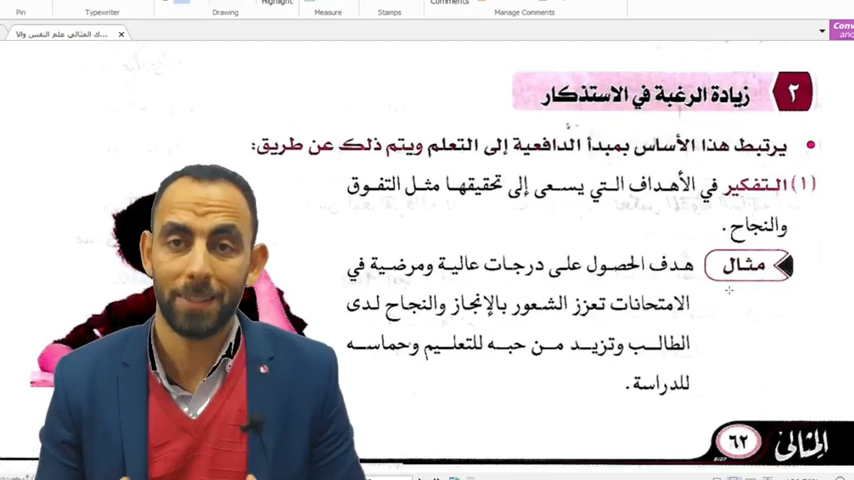 Pin
Typewriter
Drawing
Highlight
Measure
Stamps
Comments
Manage Comments
Conv
and
ك المثالي علم النفس والا...
٢ زيادة الرغبة في الاستذكار
• يرتبط هذا الأساس بمبدأ الدافعية إلى التعلم ويتم ذلك عن طريق:
(١) التفكير في الأهداف التي يسعى إلى تحقيقها مثل التفوق
والنجاح.
مثال هدف الحصول على درجات عالية ومرضية في
الامتحانات تعزز الشعور بالإنجاز والنجاح لدى
الطالب وتزيد من حبه للتعليم وحماسه
للدراسة.
المثالى ٦٢